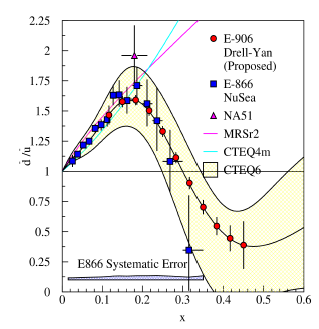 2.25
2
1.75
1.5
1.25
1
0.75
0.5
0.25
0
d̄ /ū
E-906
Drell-Yan
(Proposed)
E-866
NuSea
NA51
MRSr2
CTEQ4m
CTEQ6
E866 Systematic Error
0 0.1 0.2 0.3 0.4 0.5 0.6
x